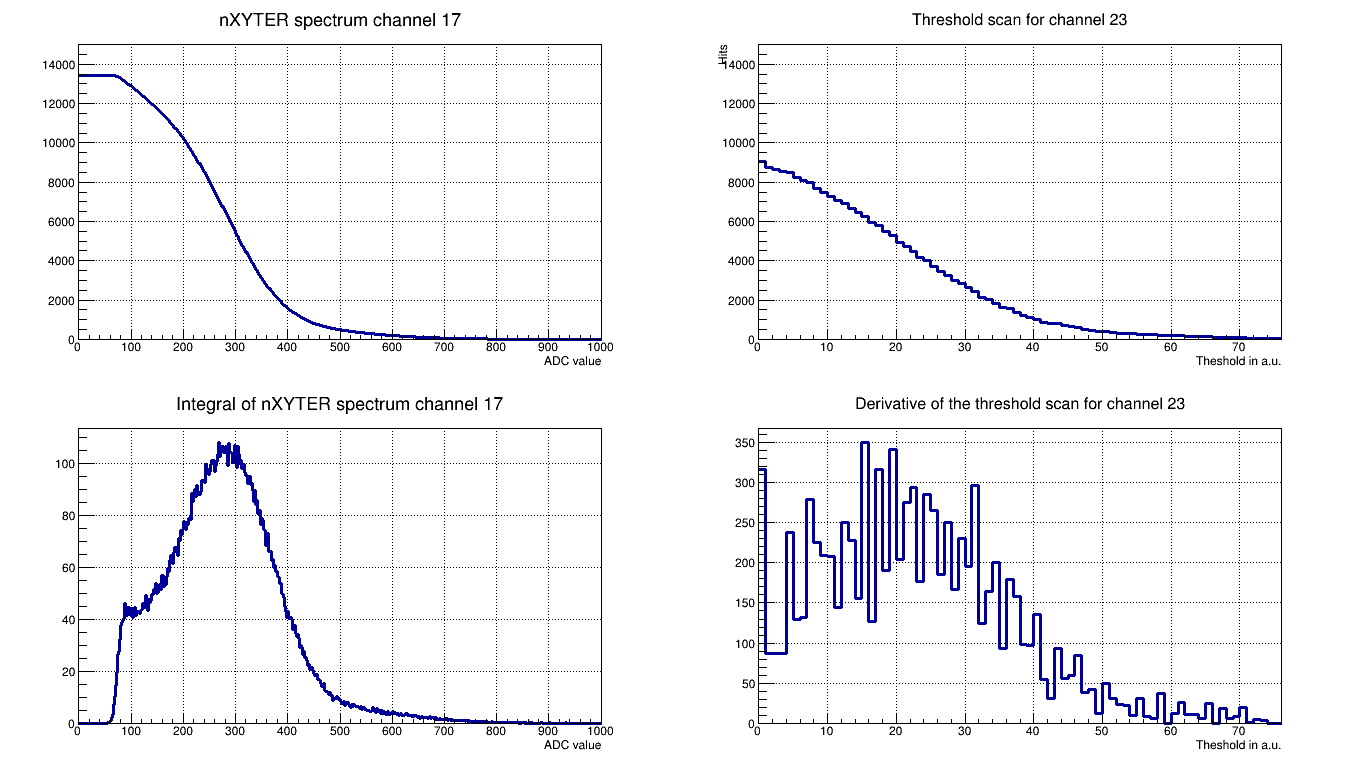 nXYTER spectrum channel 17
14000
12000
10000
8000
6000
4000
2000
0
0 100 200 300 400 500 600 700 800 900 1000
ADC value
Threshold scan for channel 23
Hits
14000
12000
10000
8000
6000
4000
2000
0
0 10 20 30 40 50 60 70
Theshold in a.u.
Integral of nXYTER spectrum channel 17
100
80
60
40
20
0
0 100 200 300 400 500 600 700 800 900 1000
ADC value
Derivative of the threshold scan for channel 23
350
300
250
200
150
100
50
0
0 10 20 30 40 50 60 70
Theshold in a.u.